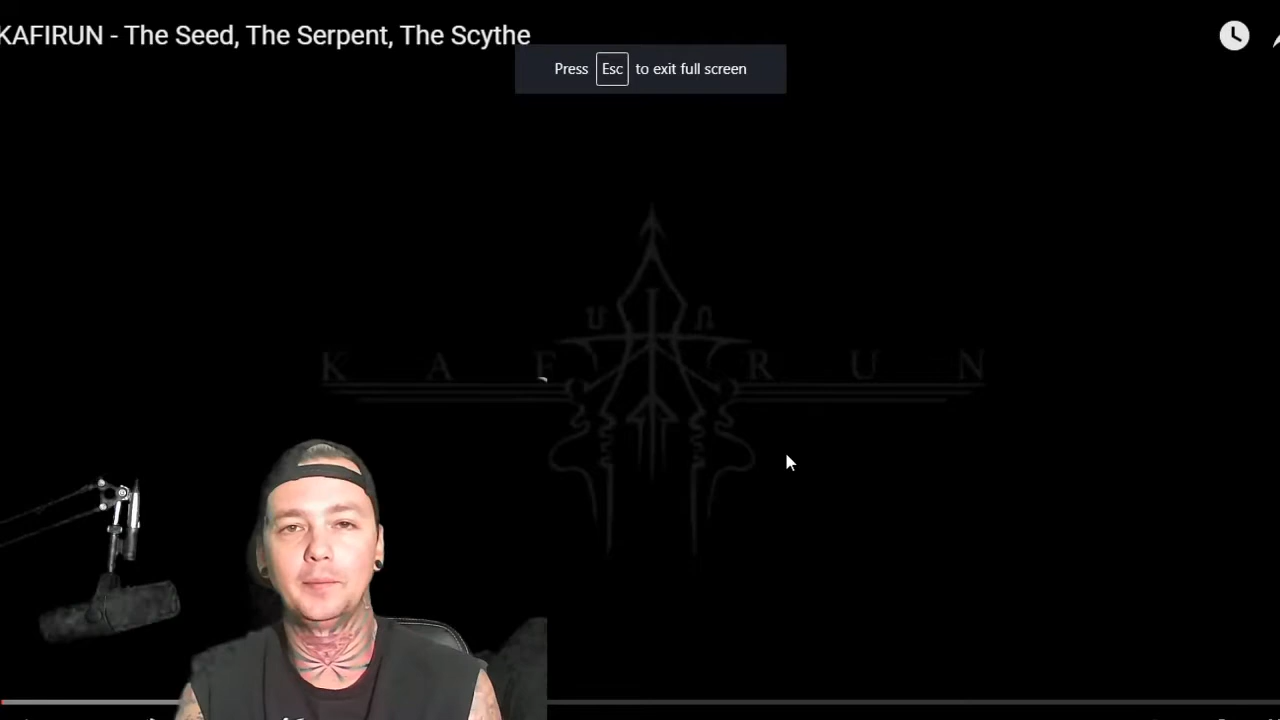 KAFIRUN - The Seed, The Serpent, The Scythe
Press Esc to exit full screen
K A F I R U N